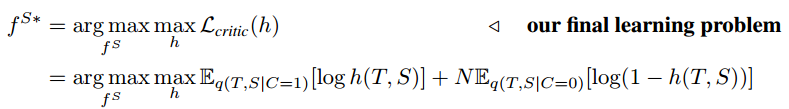 f^{S*} = arg max_{f^S} max_h L_{critic}(h) ◁ our final learning problem
= arg max_{f^S} max_h 𝔼_{q(T,S|C=1)}[log h(T, S)] + N𝔼_{q(T,S|C=0)}[log(1 − h(T, S))]